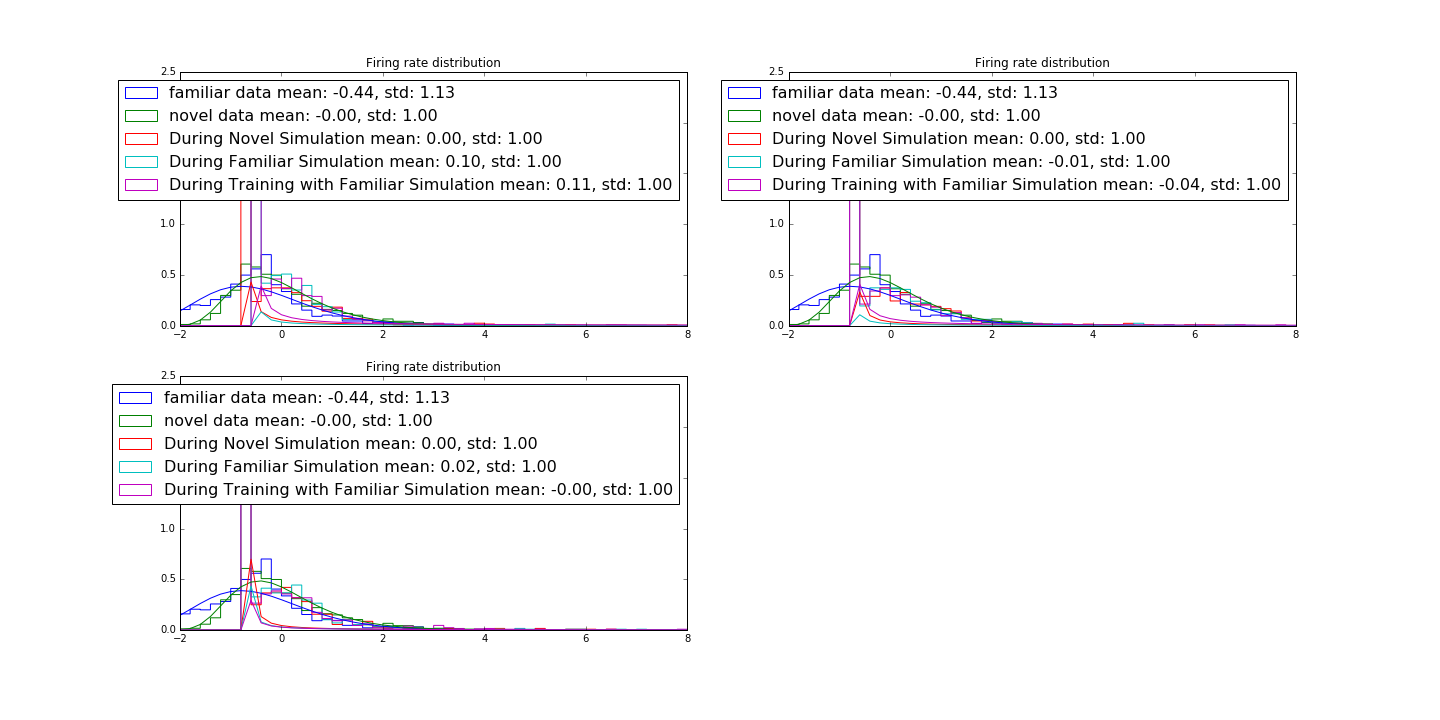 Firing rate distribution
2.5
familiar data mean: -0.44, std: 1.13
novel data mean: -0.00, std: 1.00
During Novel Simulation mean: 0.00, std: 1.00
During Familiar Simulation mean: 0.10, std: 1.00
During Training with Familiar Simulation mean: 0.11, std: 1.00
1.0
0.5
0.0
−2 0 2 4 6 8
Firing rate distribution
2.5
familiar data mean: -0.44, std: 1.13
novel data mean: -0.00, std: 1.00
During Novel Simulation mean: 0.00, std: 1.00
During Familiar Simulation mean: -0.01, std: 1.00
During Training with Familiar Simulation mean: -0.04, std: 1.00
1.0
0.5
0.0
−2 0 2 4 6 8
Firing rate distribution
2.5
familiar data mean: -0.44, std: 1.13
novel data mean: -0.00, std: 1.00
During Novel Simulation mean: 0.00, std: 1.00
During Familiar Simulation mean: 0.02, std: 1.00
During Training with Familiar Simulation mean: -0.00, std: 1.00
1.0
0.5
0.0
−2 0 2 4 6 8